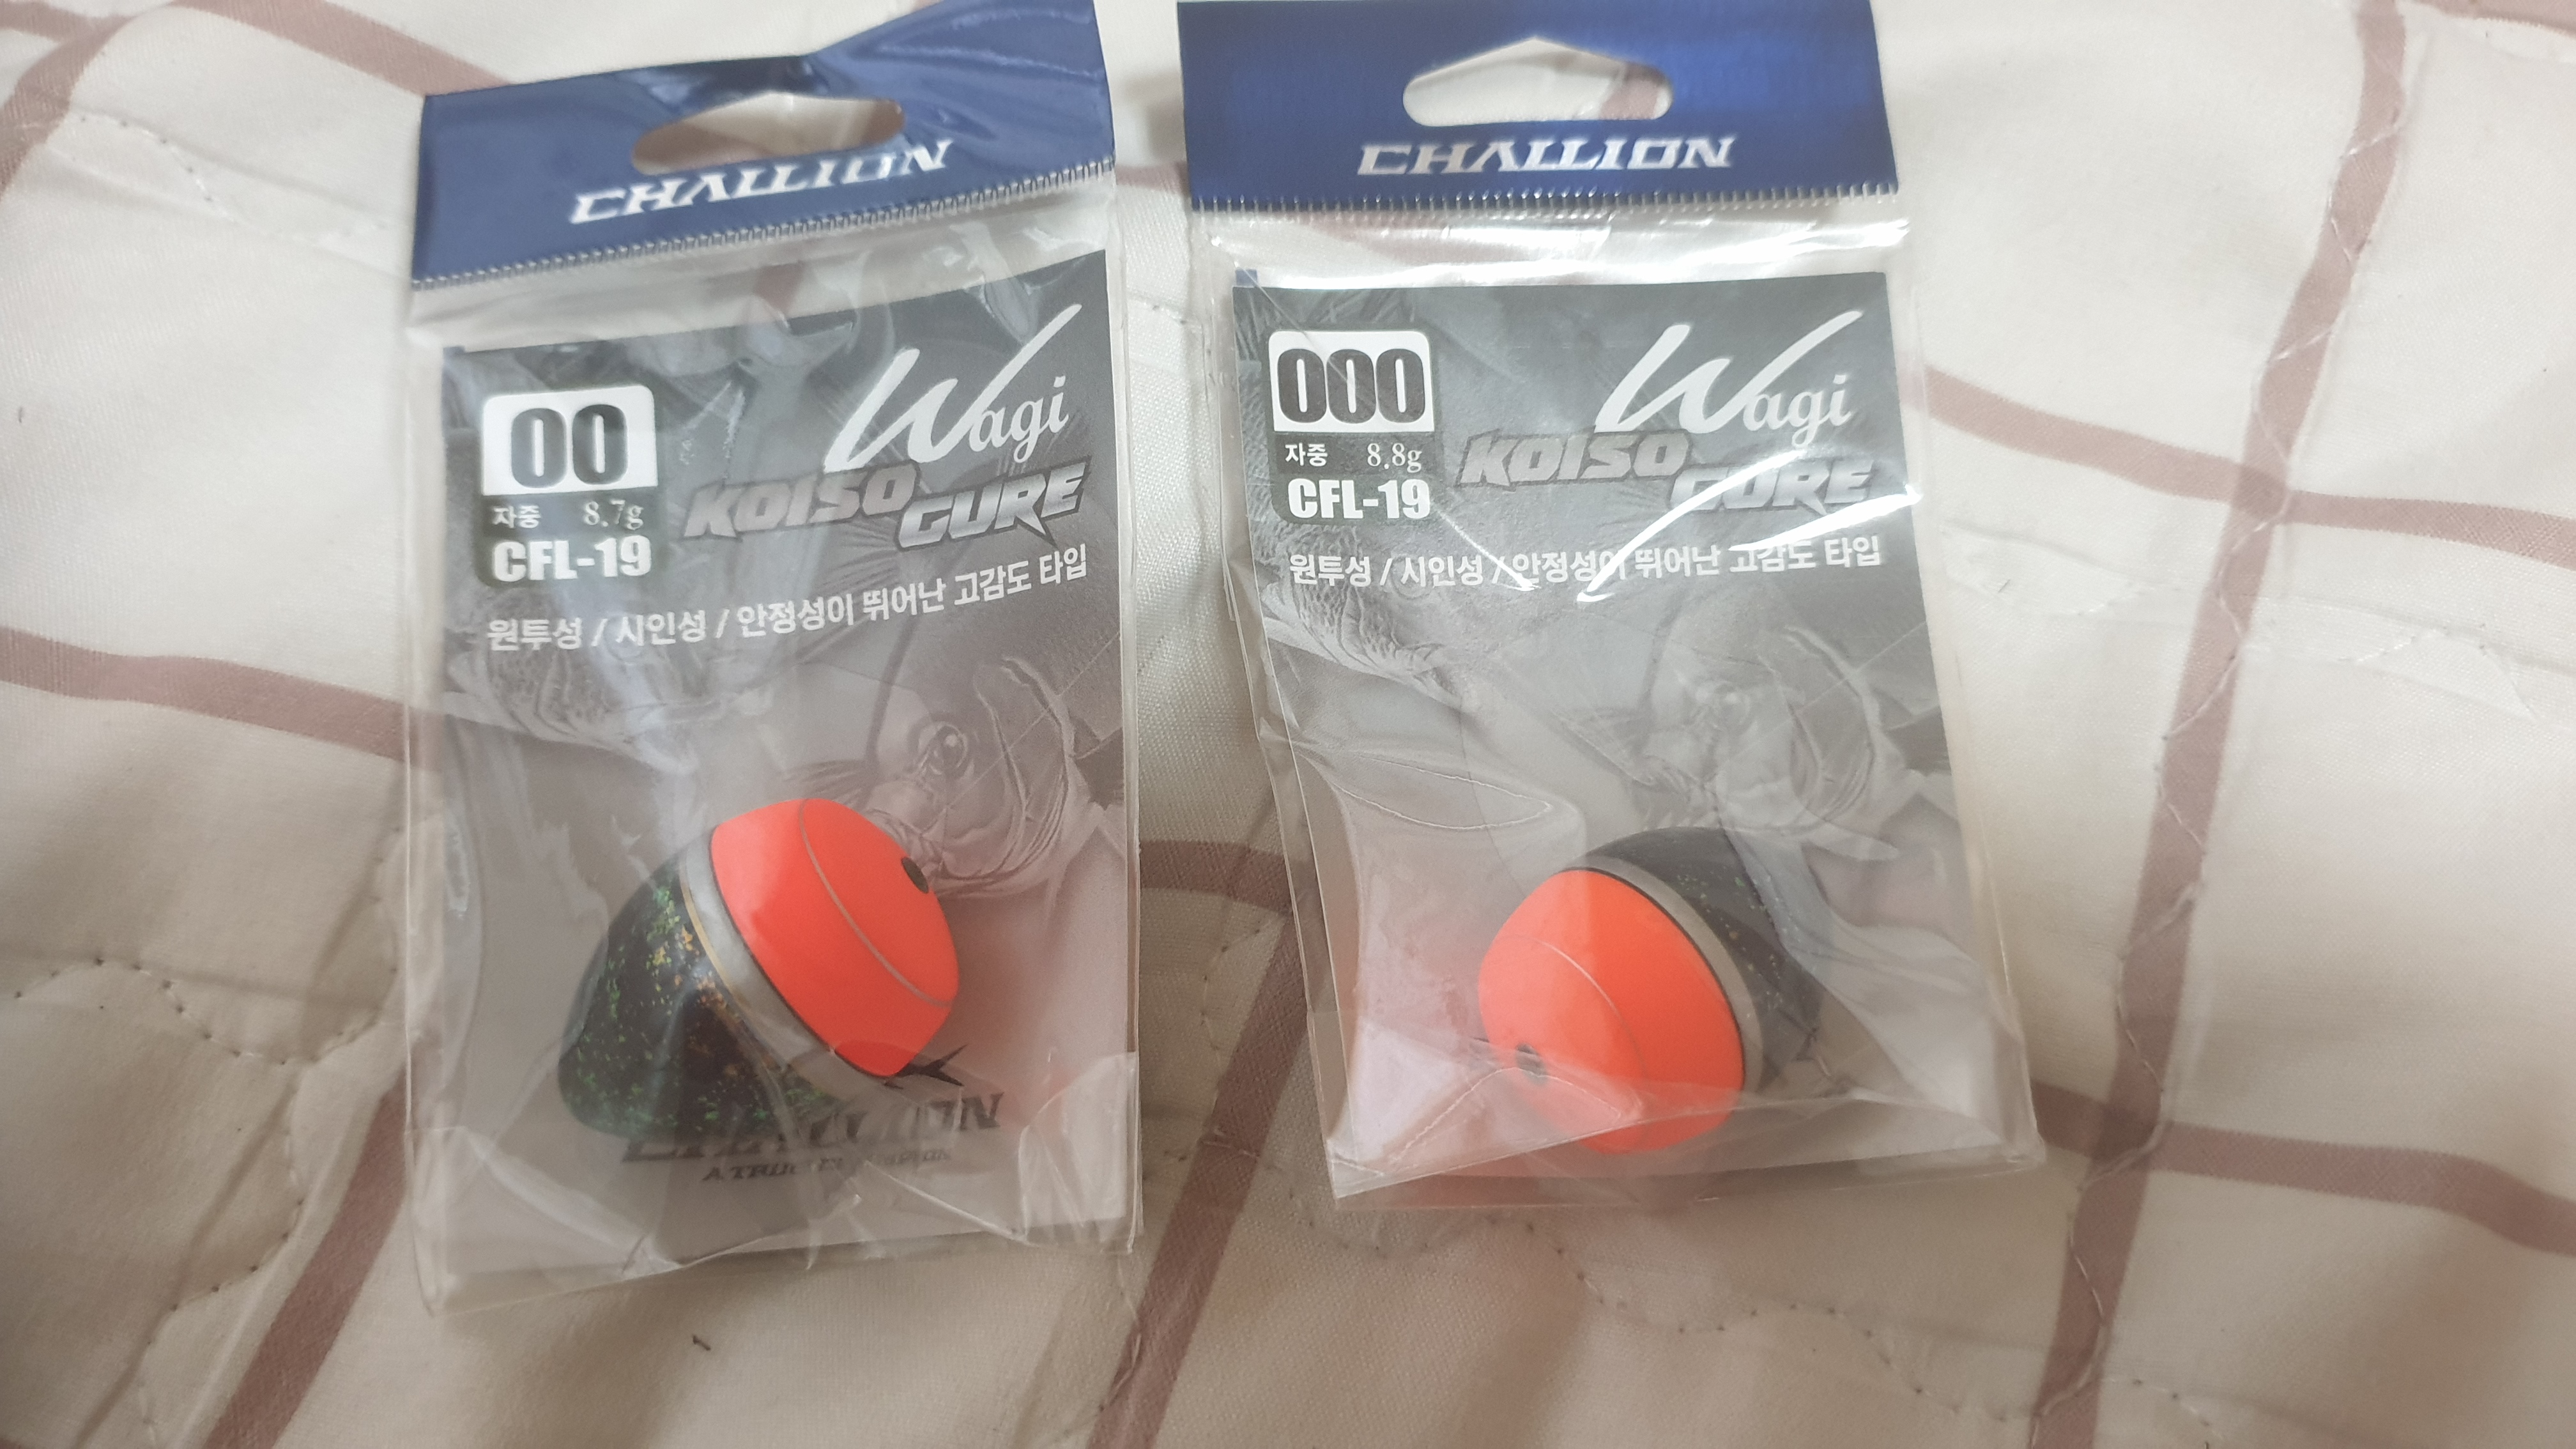 CHALLION
00
Wagi
자중 8.7g
KOISO
CFL-19
CURE
원투성 / 시인성 / 안정성이 뛰어난 고감도 타입
CHALLION
000
Wagi
자중 8.8g
KOISO
CFL-19
CURE
원투성 / 시인성 / 안정성이 뛰어난 고감도 타입
CHALLION
A TRUE